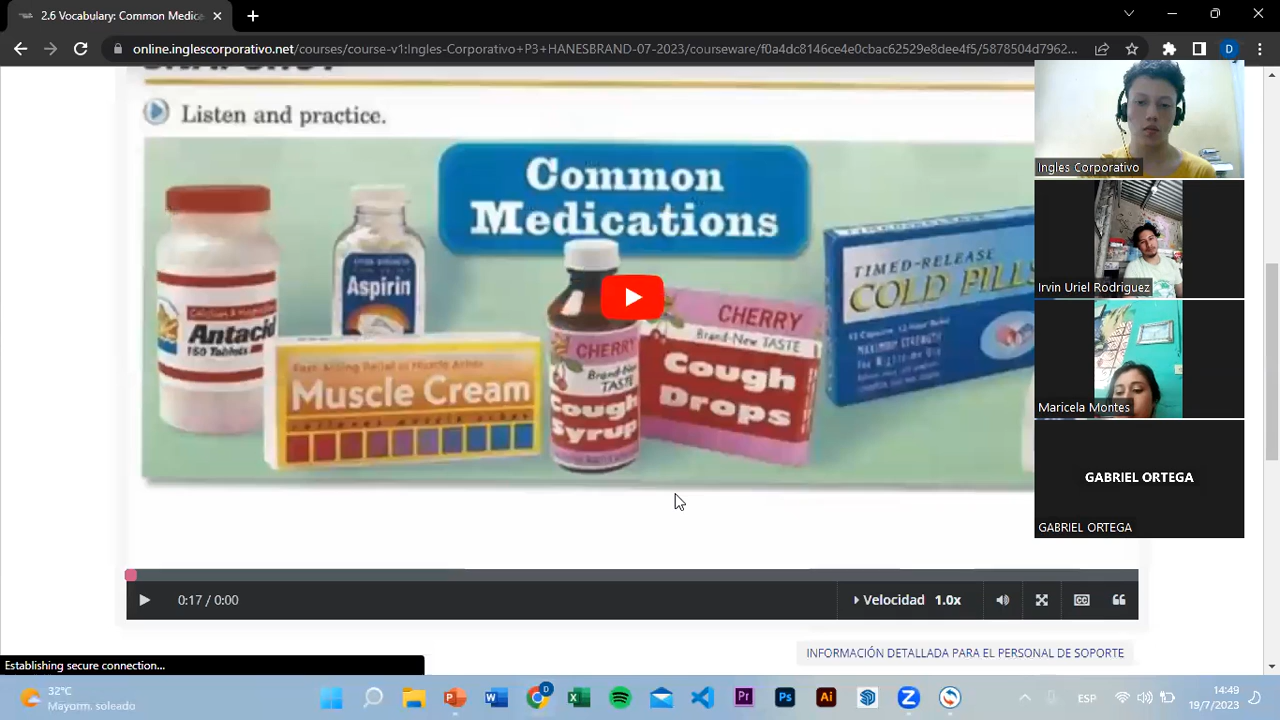 2.6 Vocabulary: Common Medica
online.inglescorporativo.net/courses/course-v1:Ingles-Corporativo+P3+HANESBRAND-07-2023/courseware/f0a4dc8146ce4e0cbac62529e8dee4f5/5878504d7962...
D
Listen and practice.
Common
Medications
Antacid
150 Tablets
Aspirin
Muscle Cream
CHERRY
Brand-New
TASTE
Cough
Syrup
CHERRY
Brand-New TASTE
Cough
Drops
TIMED-RELEASE
COLD PILLS
MAXIMUM STRENGTH
Ingles Corporativo
Irvin Uriel Rodriguez
Maricela Montes
GABRIEL ORTEGA
GABRIEL ORTEGA
0:17 / 0:00
Velocidad 1.0x
CC
INFORMACIÓN DETALLADA PARA EL PERSONAL DE SOPORTE
Establishing secure connection...
32°C
Mayorm. soleado
ESP
14:49
19/7/2023